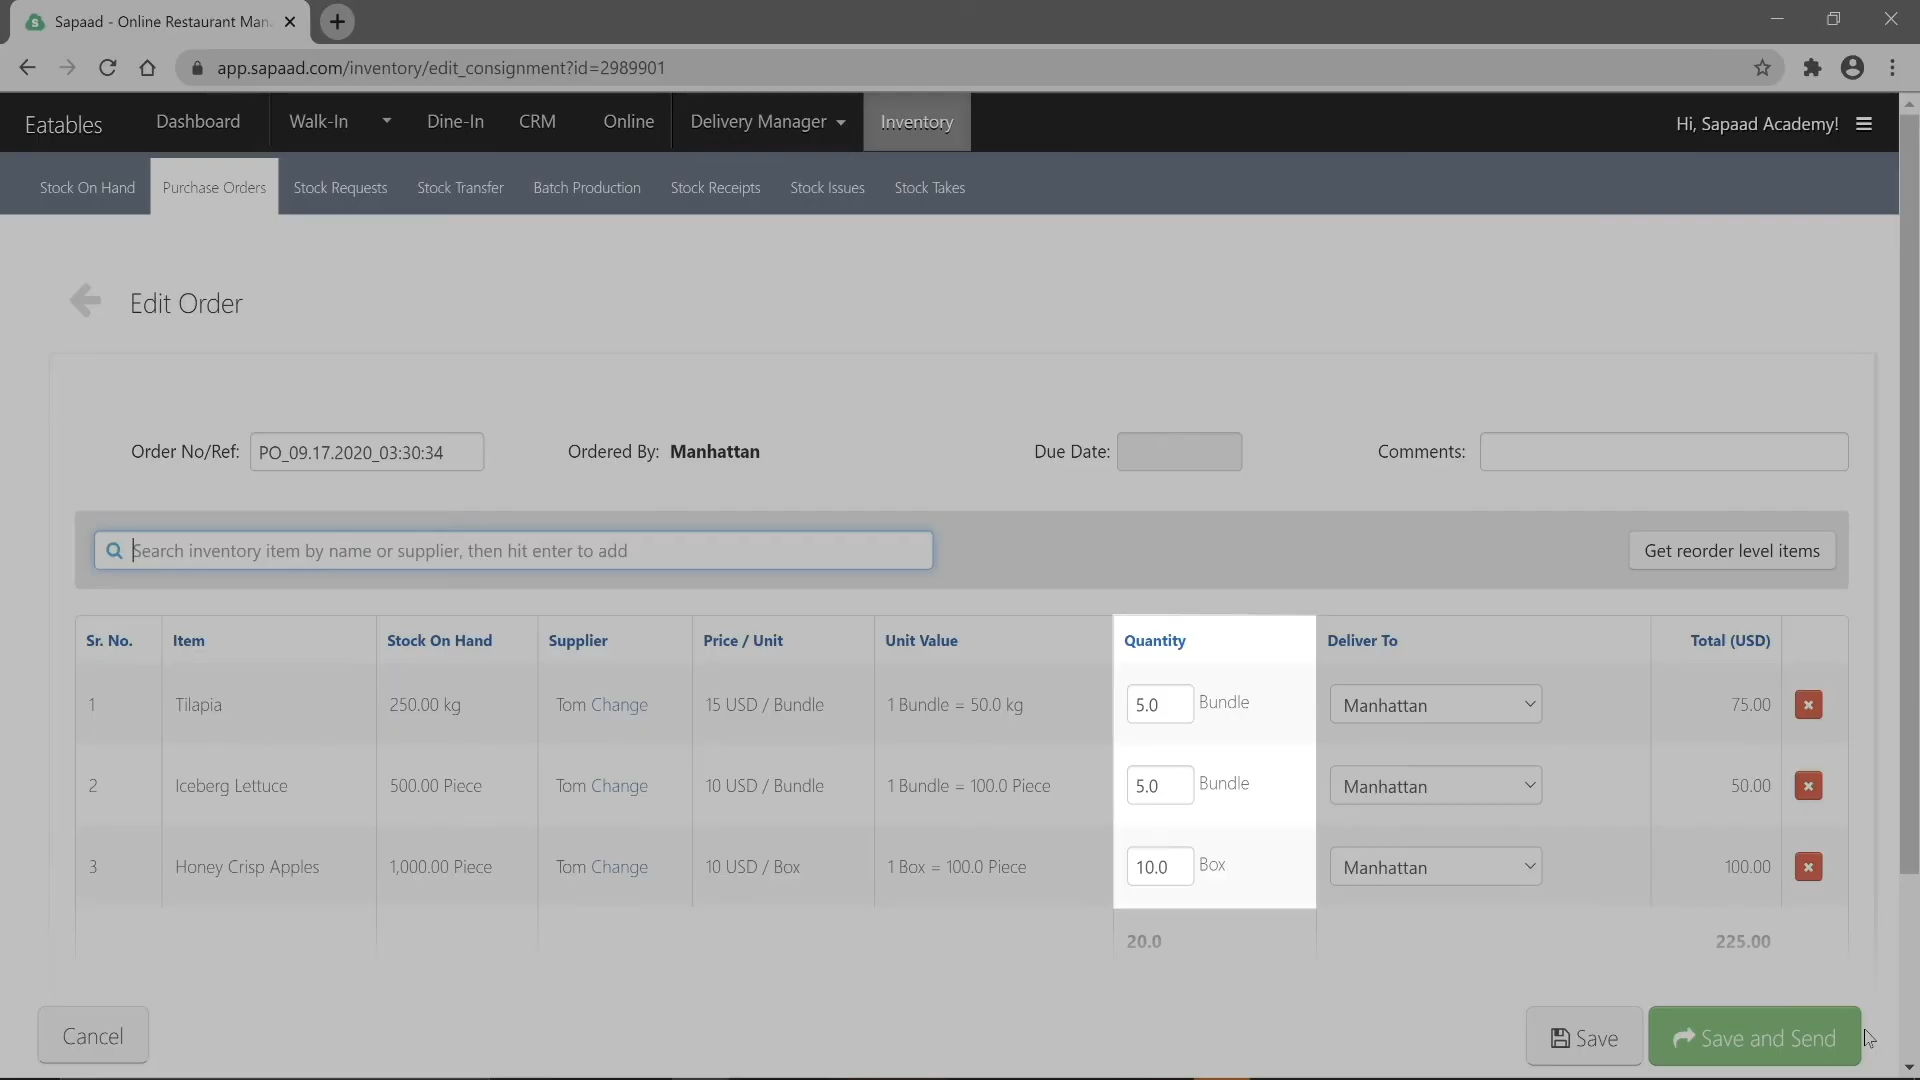 Sapaad - Online Restaurant Man
app.sapaad.com/inventory/edit_consignment?id=2989901
Eatables Dashboard Walk-In Dine-In CRM Online Delivery Manager Inventory Hi, Sapaad Academy!
Stock On Hand Purchase Orders Stock Requests Stock Transfer Batch Production Stock Receipts Stock Issues Stock Takes
Edit Order
Order No/Ref: PO_09.17.2020_03:30:34 Ordered By: Manhattan Due Date: Comments:
Search inventory item by name or supplier, then hit enter to add Get reorder level items
Sr. No. Item Stock On Hand Supplier Price / Unit Unit Value Quantity Deliver To Total (USD)
1 Tilapia 250.00 kg Tom Change 15 USD / Bundle 1 Bundle = 50.0 kg 5.0 Bundle Manhattan 75.00
2 Iceberg Lettuce 500.00 Piece Tom Change 10 USD / Bundle 1 Bundle = 100.0 Piece 5.0 Bundle Manhattan 50.00
3 Honey Crisp Apples 1,000.00 Piece Tom Change 10 USD / Box 1 Box = 100.0 Piece 10.0 Box Manhattan 100.00
20.0 225.00
Cancel Save Save and Send